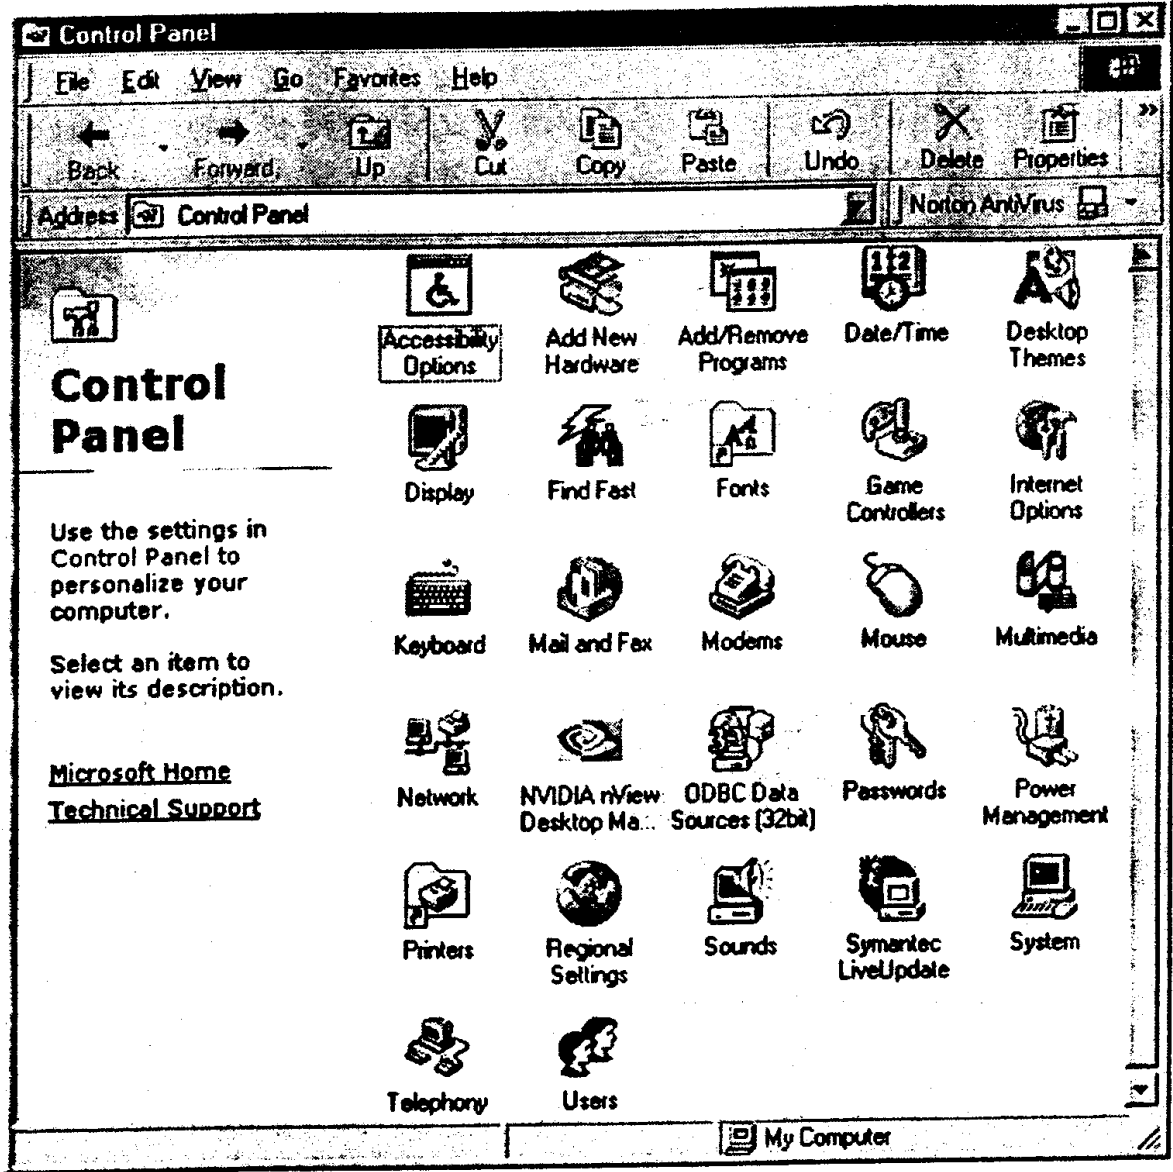 Control Panel
File Edit View Go Favorites Help
Back Forward Up Cut Copy Paste Undo Delete Properties »
Address Control Panel Norton AntiVirus
Control
Panel
Use the settings in
Control Panel to
personalize your
computer.
Select an item to
view its description.
Microsoft Home
Technical Support
Accessibility
Options
Add New
Hardware
Add/Remove
Programs
Date/Time
Desktop
Themes
Display
Find Fast
Fonts
Game
Controllers
Internet
Options
Keyboard
Mail and Fax
Modems
Mouse
Multimedia
Network
NVIDIA nView
Desktop Ma...
ODBC Data
Sources (32bit)
Passwords
Power
Management
Printers
Regional
Settings
Sounds
Symantec
LiveUpdate
System
Telephony
Users
My Computer